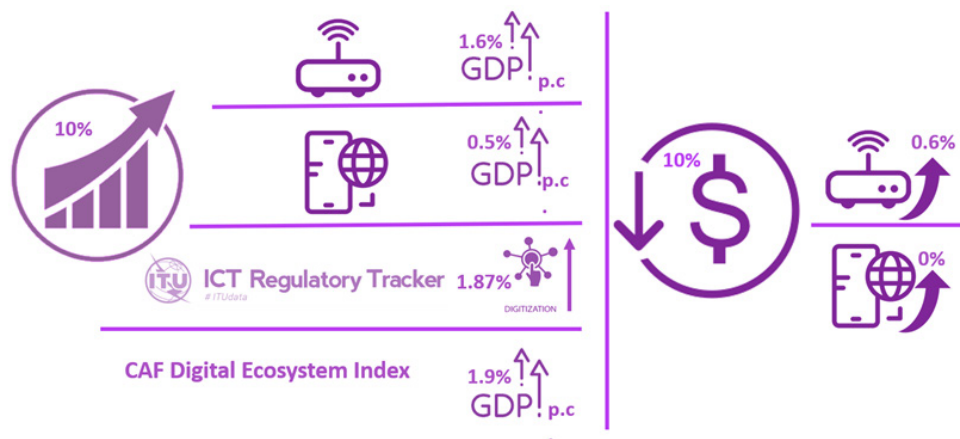 10%
1.6%
GDP p.c
.
0.5%
GDP p.c
.
ITU
ICT Regulatory Tracker
# ITUdata
1.87%
DIGITIZATION
CAF Digital Ecosystem Index
1.9%
GDP p.c
10%
$
0.6%
0%